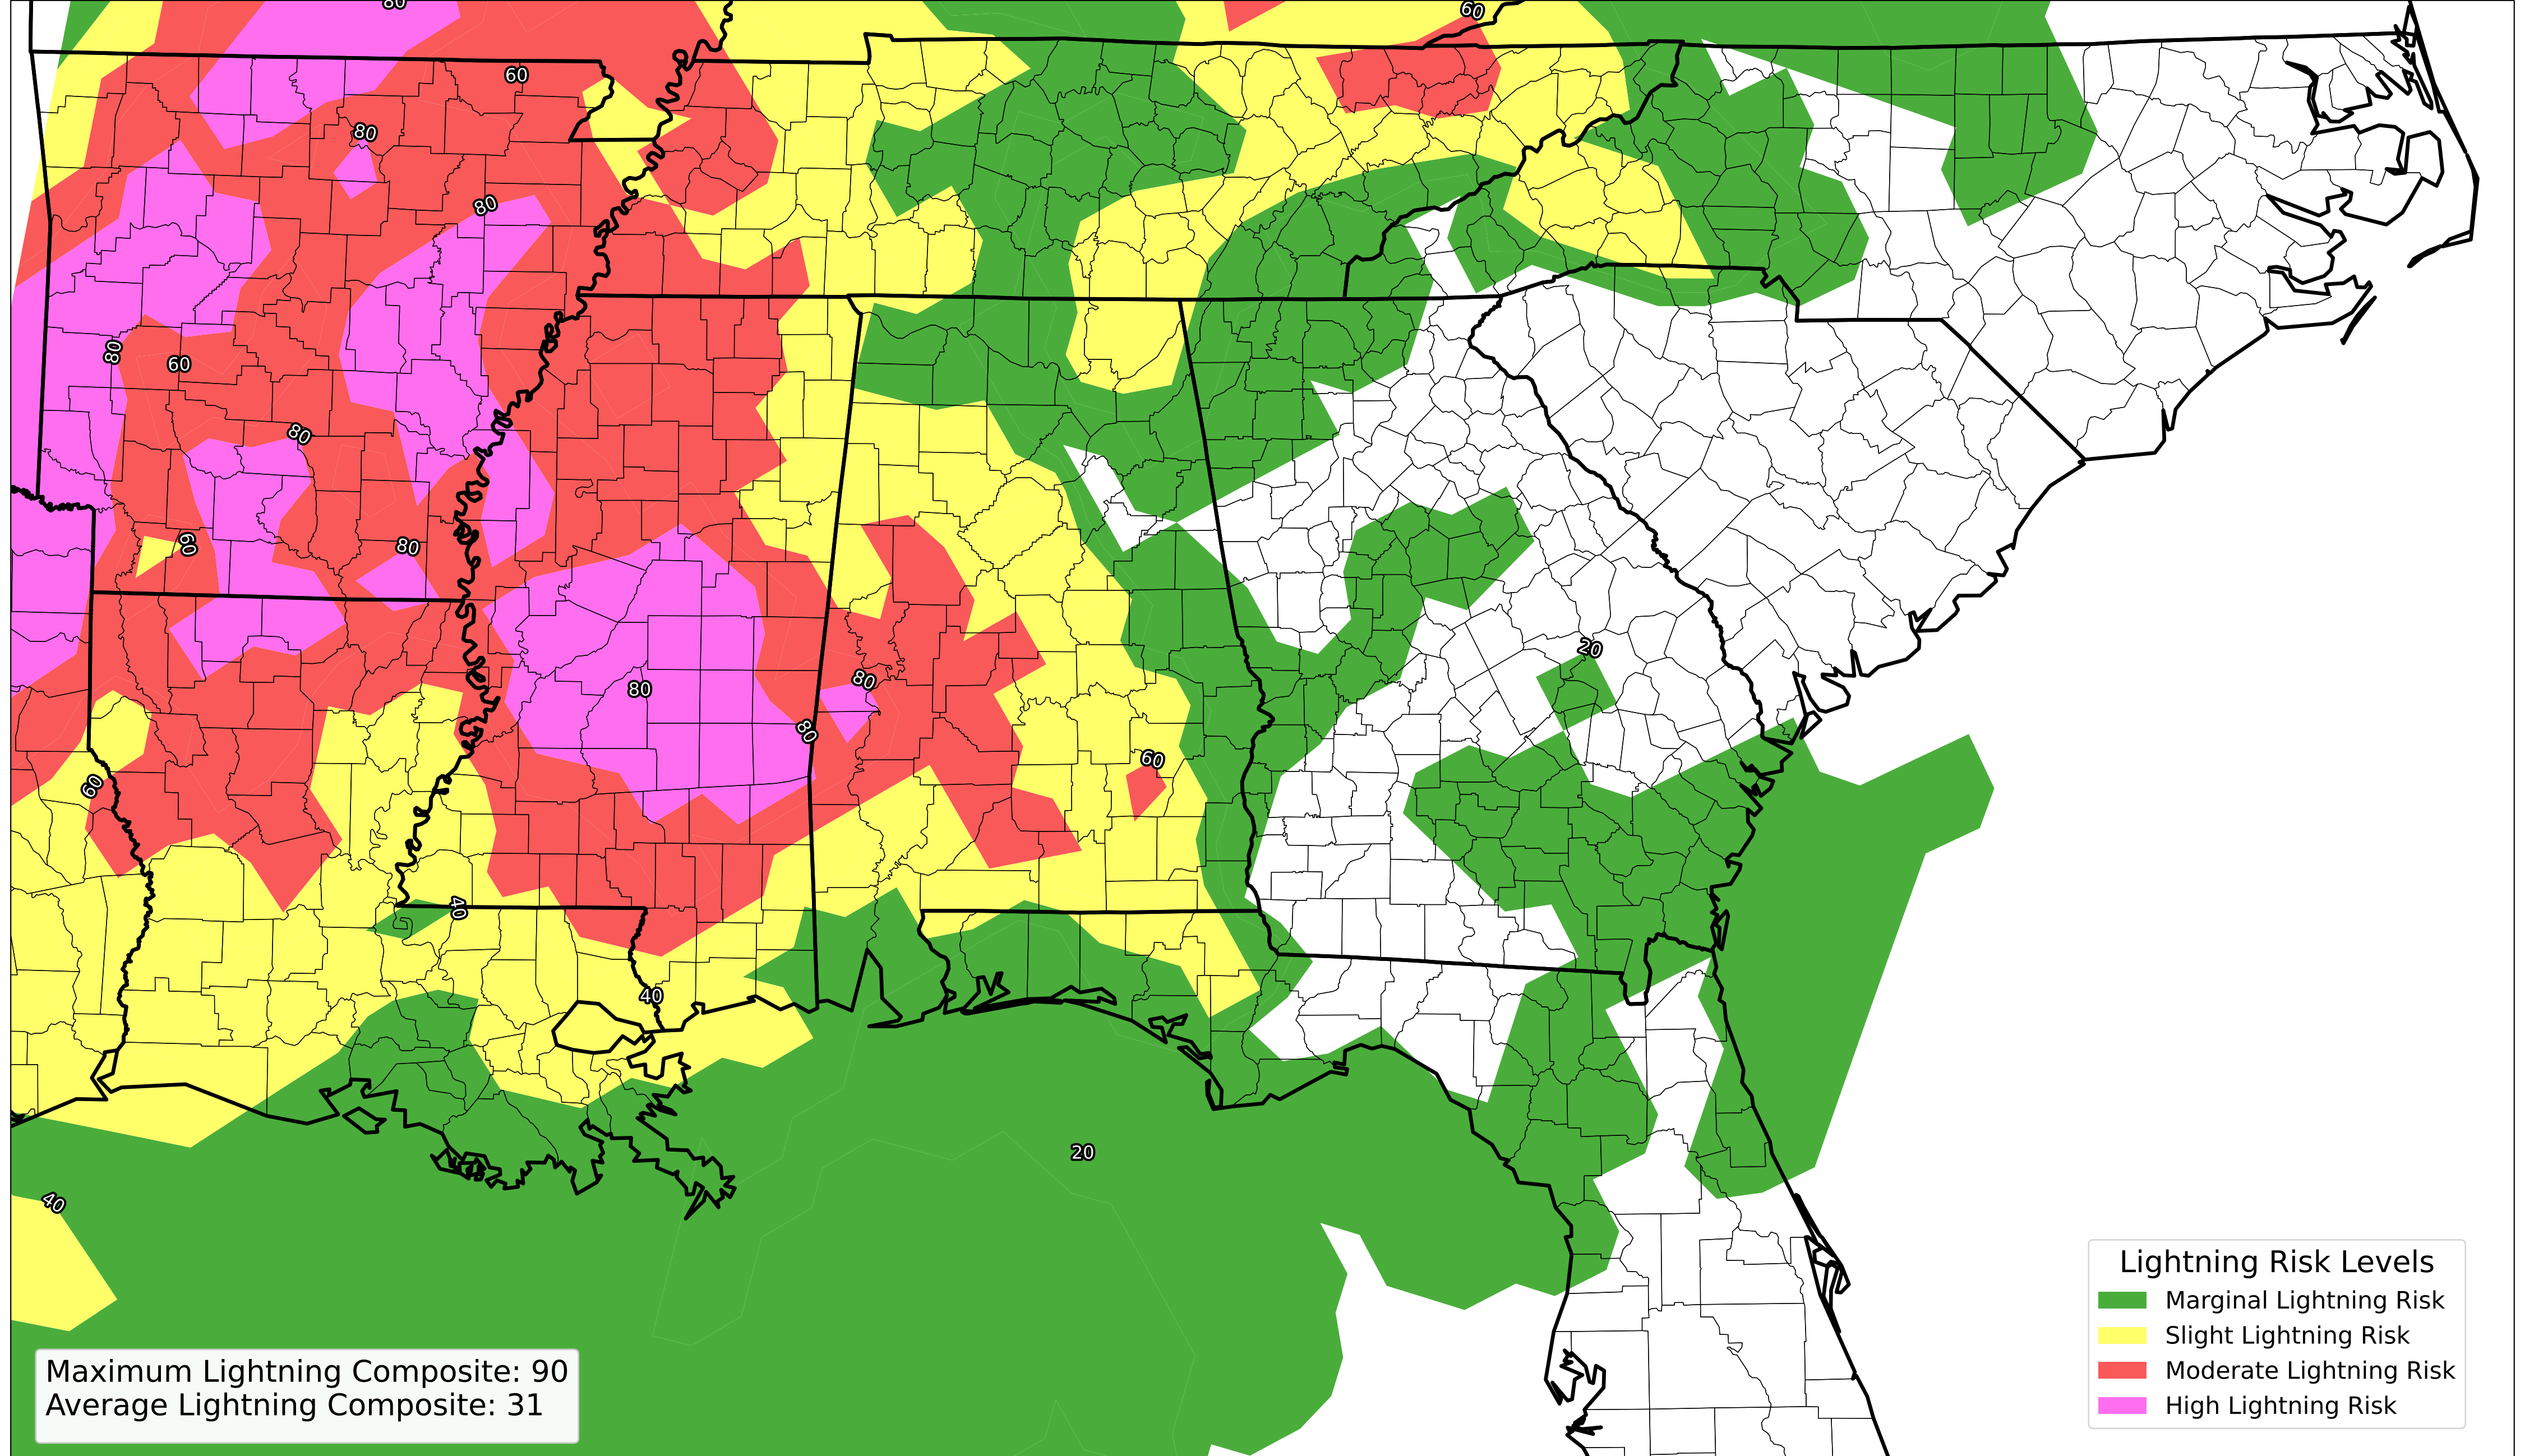 80
60
60
80
80
80
60
80
60
80
20
80
80
80
60
60
40
40
20
40
Lightning Risk Levels
Marginal Lightning Risk
Slight Lightning Risk
Moderate Lightning Risk
High Lightning Risk
Maximum Lightning Composite: 90
Average Lightning Composite: 31